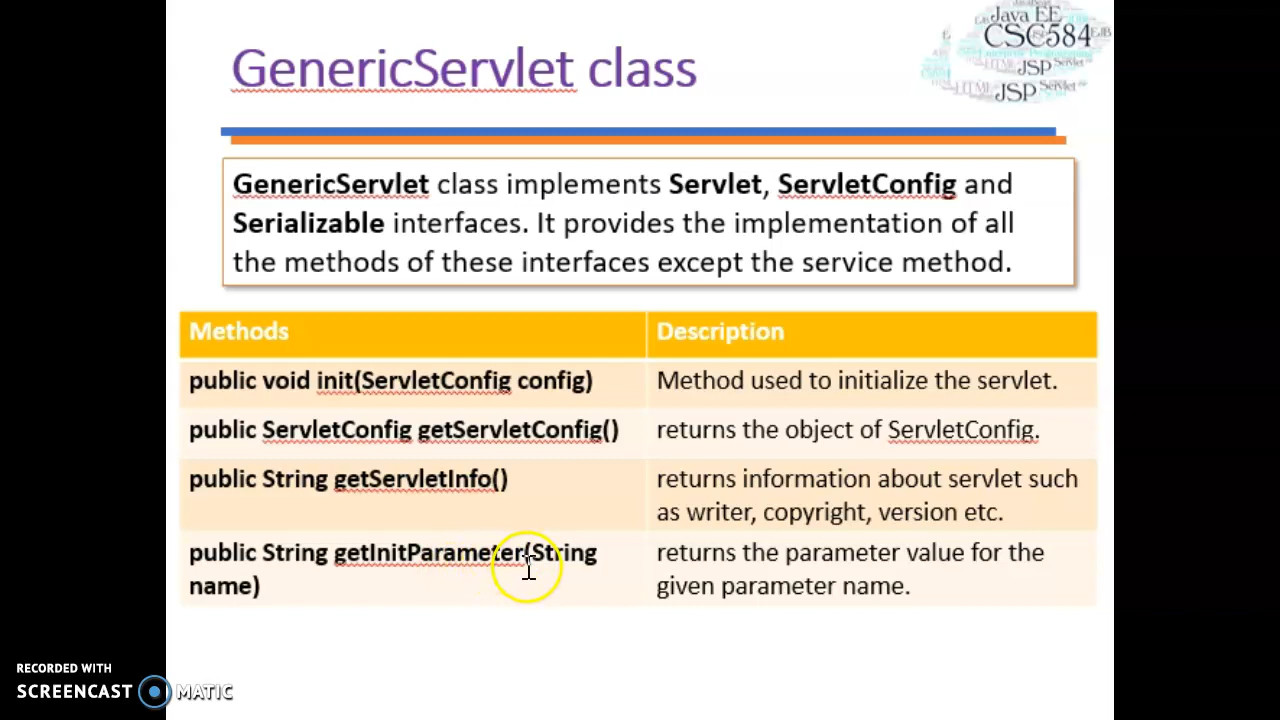 Java EE
CSC584
EJB
JSP Servlet
HTML JSP Servlet
GenericServlet class
GenericServlet class implements Servlet, ServletConfig and
Serializable interfaces. It provides the implementation of all
the methods of these interfaces except the service method.
Methods Description
public void init(ServletConfig config) Method used to initialize the servlet.
public ServletConfig getServletConfig() returns the object of ServletConfig.
public String getServletInfo() returns information about servlet such
as writer, copyright, version etc.
public String getInitParameter(String returns the parameter value for the
name) given parameter name.
RECORDED WITH
SCREENCAST MATIC